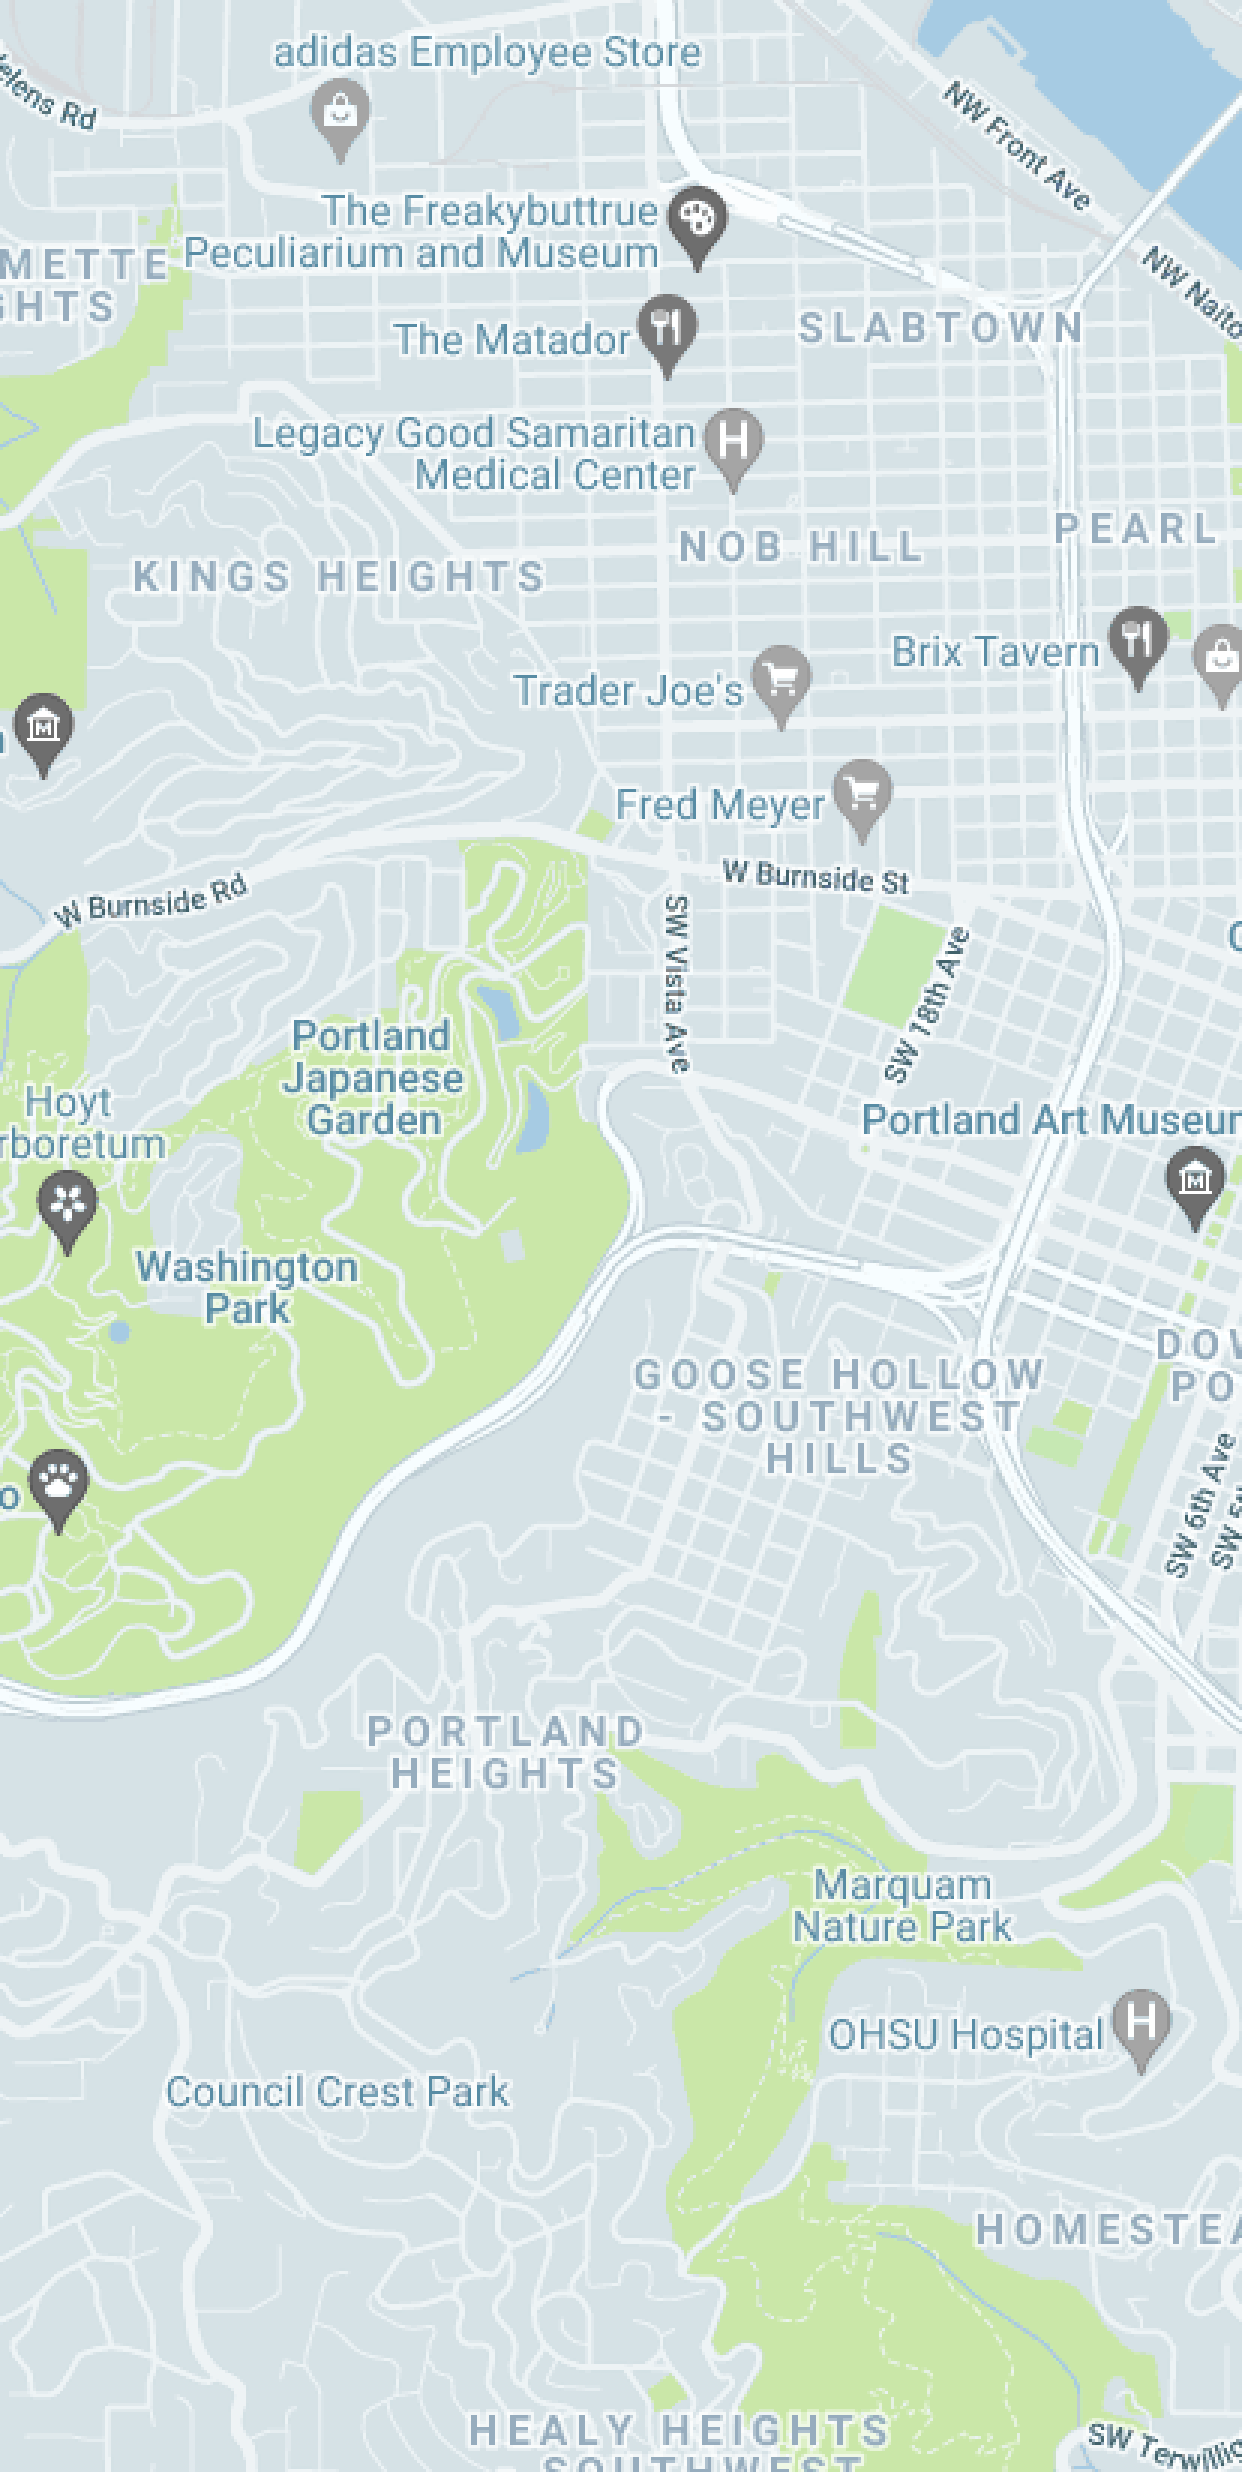 adidas Employee Store
elens Rd
NW Front Ave
The Freakybuttrue
Peculiarium and Museum
METTE
GHTS
NW Naito
SLABTOWN
The Matador
Legacy Good Samaritan
Medical Center
H
PEARL
NOB HILL
KINGS HEIGHTS
Brix Tavern
Trader Joe's
M
Fred Meyer
W Burnside St
W Burnside Rd
SW Vista Ave
SW 18th Ave
Portland
Japanese
Garden
Hoyt
rboretum
Portland Art Museum
M
Washington
Park
DOW
PO
GOOSE HOLLOW
- SOUTHWEST
HILLS
SW 6th Ave
SW 5t
o
PORTLAND
HEIGHTS
Marquam
Nature Park
OHSU Hospital
H
Council Crest Park
HOMESTEA
HEALY HEIGHTS
SOUTHWEST
SW Terwillig